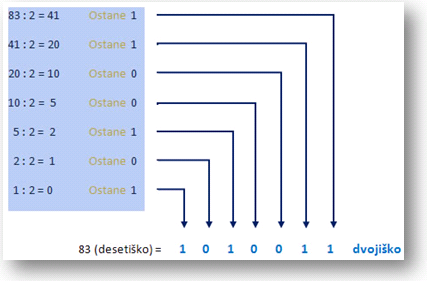 83 : 2 = 41 Ostane 1
41 : 2 = 20 Ostane 1
20 : 2 = 10 Ostane 0
10 : 2 = 5 Ostane 0
5 : 2 = 2 Ostane 1
2 : 2 = 1 Ostane 0
1 : 2 = 0 Ostane 1
83 (desetiško) = 1 0 1 0 0 1 1 dvojiško